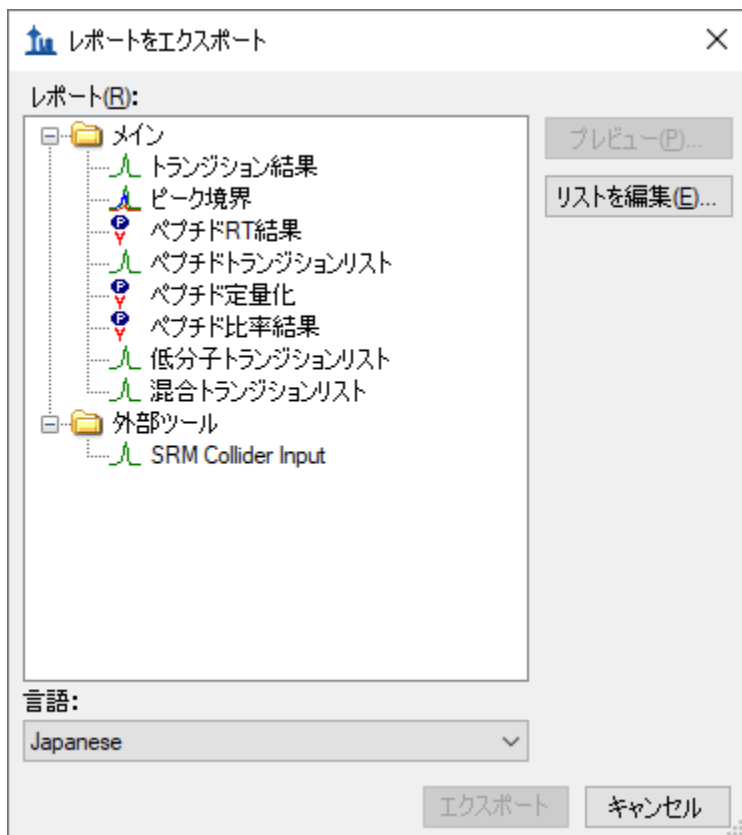 レポートをエクスポート
レポート(R):
メイン
トランジション結果
ピーク境界
ペプチドRT結果
ペプチドトランジションリスト
ペプチド定量化
ペプチド比率結果
低分子トランジションリスト
混合トランジションリスト
外部ツール
SRM Collider Input
プレビュー(P)...
リストを編集(E)...
言語:
Japanese
エクスポート
キャンセル